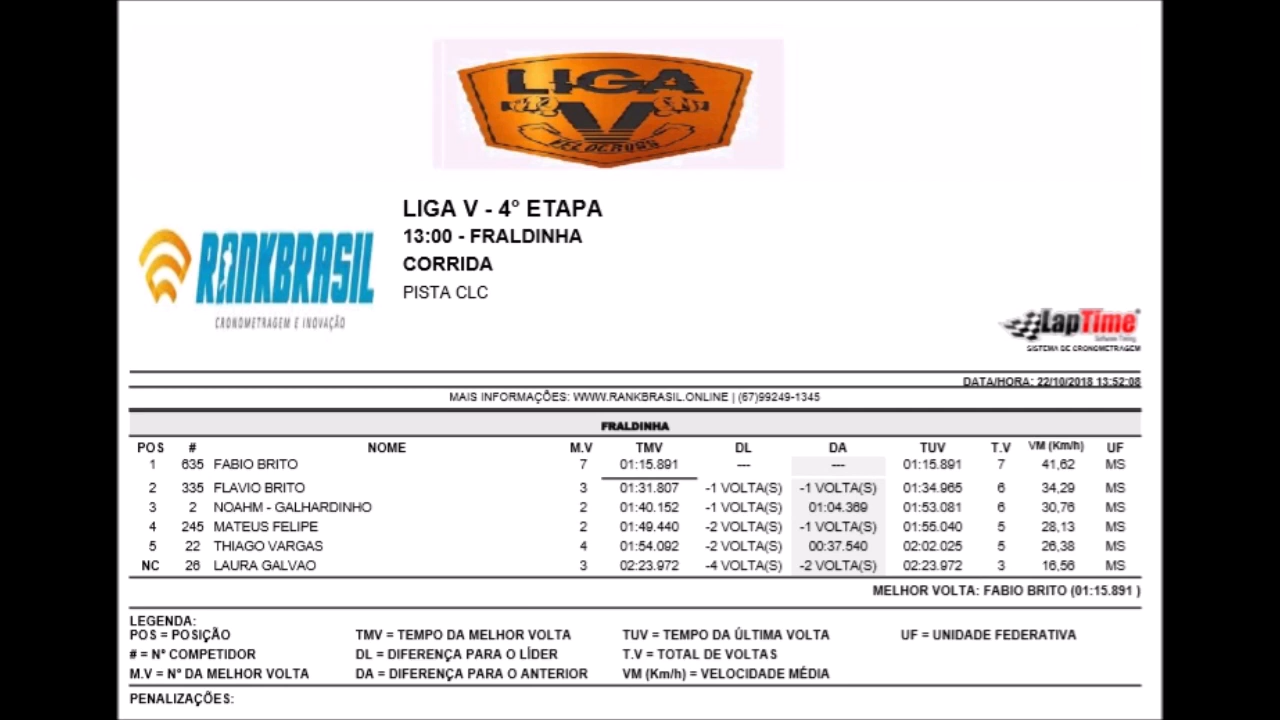 LIGA
V
VELOCROSS
LIGA V - 4° ETAPA
13:00 - FRALDINHA
CORRIDA
PISTA CLC
RANKBRASIL
CRONOMETRAGEM E INOVAÇÃO
LapTime
Software Timing
SISTEMA DE CRONOMETRAGEM
DATA/HORA: 22/10/2018 13:52:08
MAIS INFORMAÇÕES: WWW.RANKBRASIL.ONLINE | (67)99249-1345
FRALDINHA
POS # NOME M.V TMV DL DA TUV T.V VM (Km/h) UF
1 635 FABIO BRITO 7 01:15.891 --- --- 01:15.891 7 41,62 MS
2 335 FLAVIO BRITO 3 01:31.807 -1 VOLTA(S) -1 VOLTA(S) 01:34.965 6 34,29 MS
3 2 NOAHM - GALHARDINHO 2 01:40.152 -1 VOLTA(S) 01:04.369 01:53.081 6 30,76 MS
4 245 MATEUS FELIPE 2 01:49.440 -2 VOLTA(S) -1 VOLTA(S) 01:55.040 5 28,13 MS
5 22 THIAGO VARGAS 4 01:54.092 -2 VOLTA(S) 00:37.540 02:02.025 5 26,38 MS
NC 26 LAURA GALVAO 3 02:23.972 -4 VOLTA(S) -2 VOLTA(S) 02:23.972 3 16,56 MS
MELHOR VOLTA: FABIO BRITO (01:15.891 )
LEGENDA:
POS = POSIÇÃO TMV = TEMPO DA MELHOR VOLTA TUV = TEMPO DA ÚLTIMA VOLTA UF = UNIDADE FEDERATIVA
# = Nº COMPETIDOR DL = DIFERENÇA PARA O LÍDER T.V = TOTAL DE VOLTAS
M.V = Nº DA MELHOR VOLTA DA = DIFERENÇA PARA O ANTERIOR VM (Km/h) = VELOCIDADE MÉDIA
PENALIZAÇÕES: